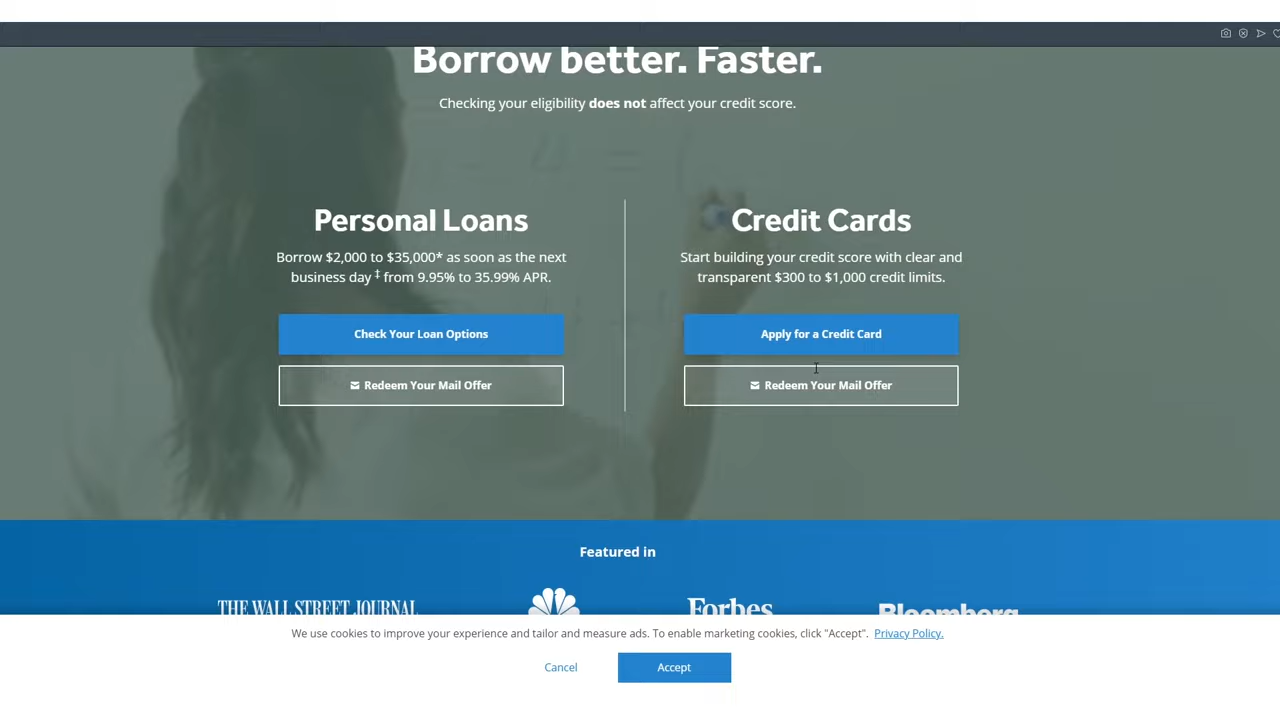 Borrow better. Faster.
Checking your eligibility does not affect your credit score.
Personal Loans
Borrow $2,000 to $35,000* as soon as the next
business day ‡ from 9.95% to 35.99% APR.
Check Your Loan Options
Redeem Your Mail Offer
Credit Cards
Start building your credit score with clear and
transparent $300 to $1,000 credit limits.
Apply for a Credit Card
Redeem Your Mail Offer
Featured in
THE WALL STREET JOURNAL
Forbes
Bloomberg
We use cookies to improve your experience and tailor and measure ads. To enable marketing cookies, click "Accept". Privacy Policy.
Cancel
Accept